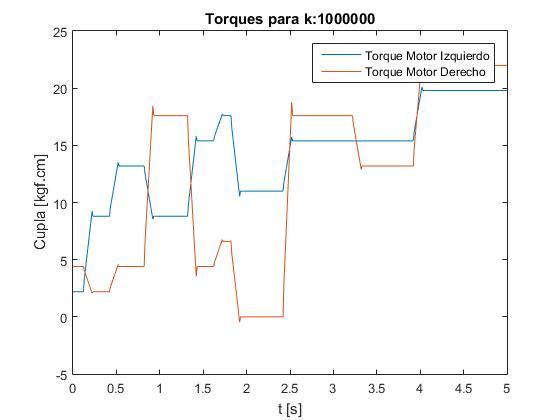 Torques para k:1000000
Torque Motor Izquierdo
Torque Motor Derecho
25
20
15
10
5
0
-5
Cupla [kgf.cm]
0 0.5 1 1.5 2 2.5 3 3.5 4 4.5 5
t [s]